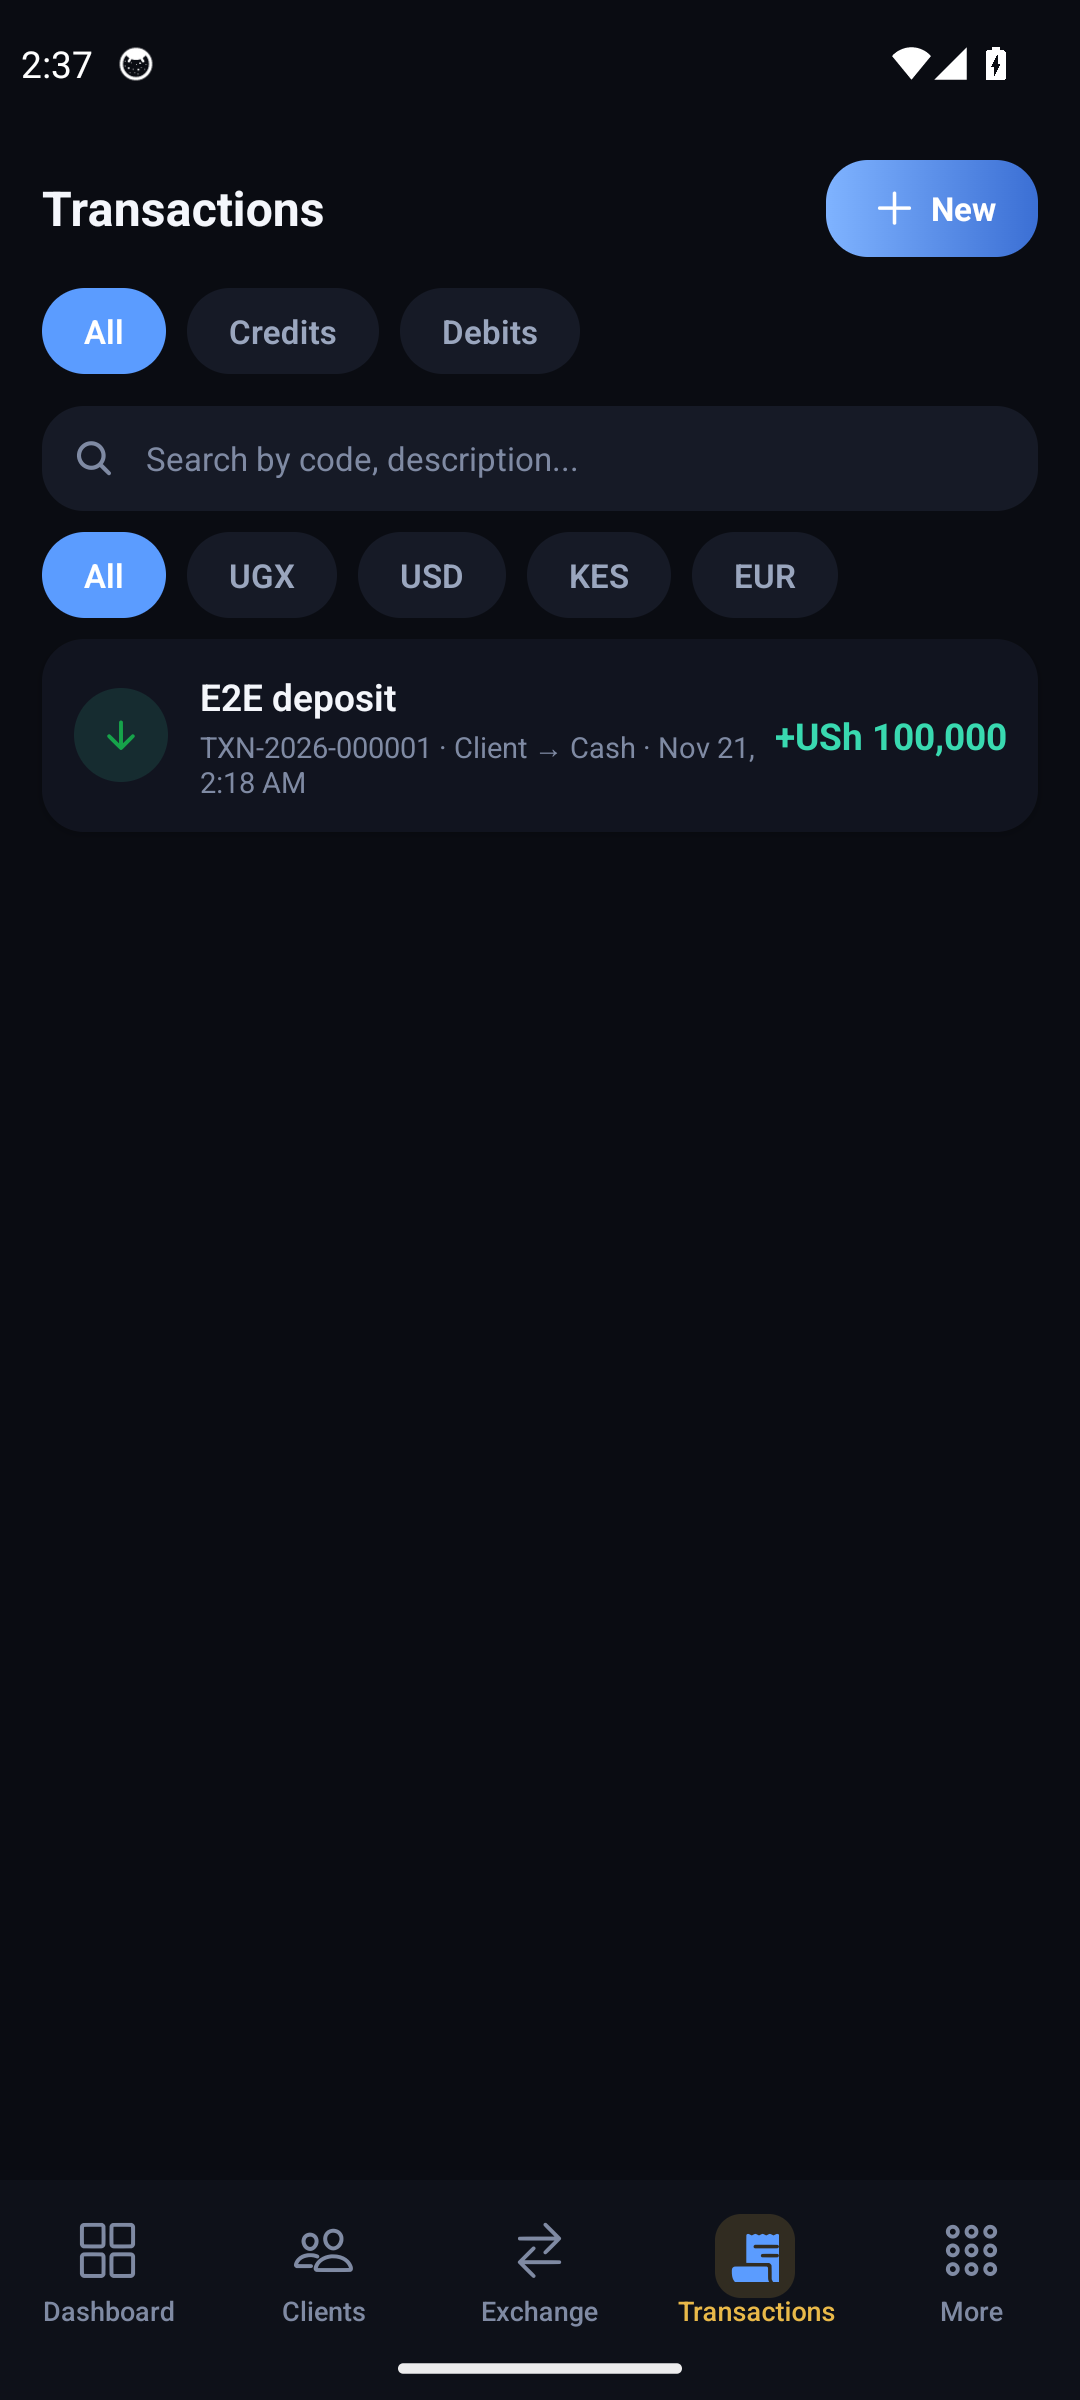 2:37
Transactions
New
All Credits Debits
Search by code, description...
All UGX USD KES EUR
E2E deposit
TXN-2026-000001 · Client → Cash · Nov 21,
2:18 AM
+USh 100,000
Dashboard Clients Exchange Transactions More